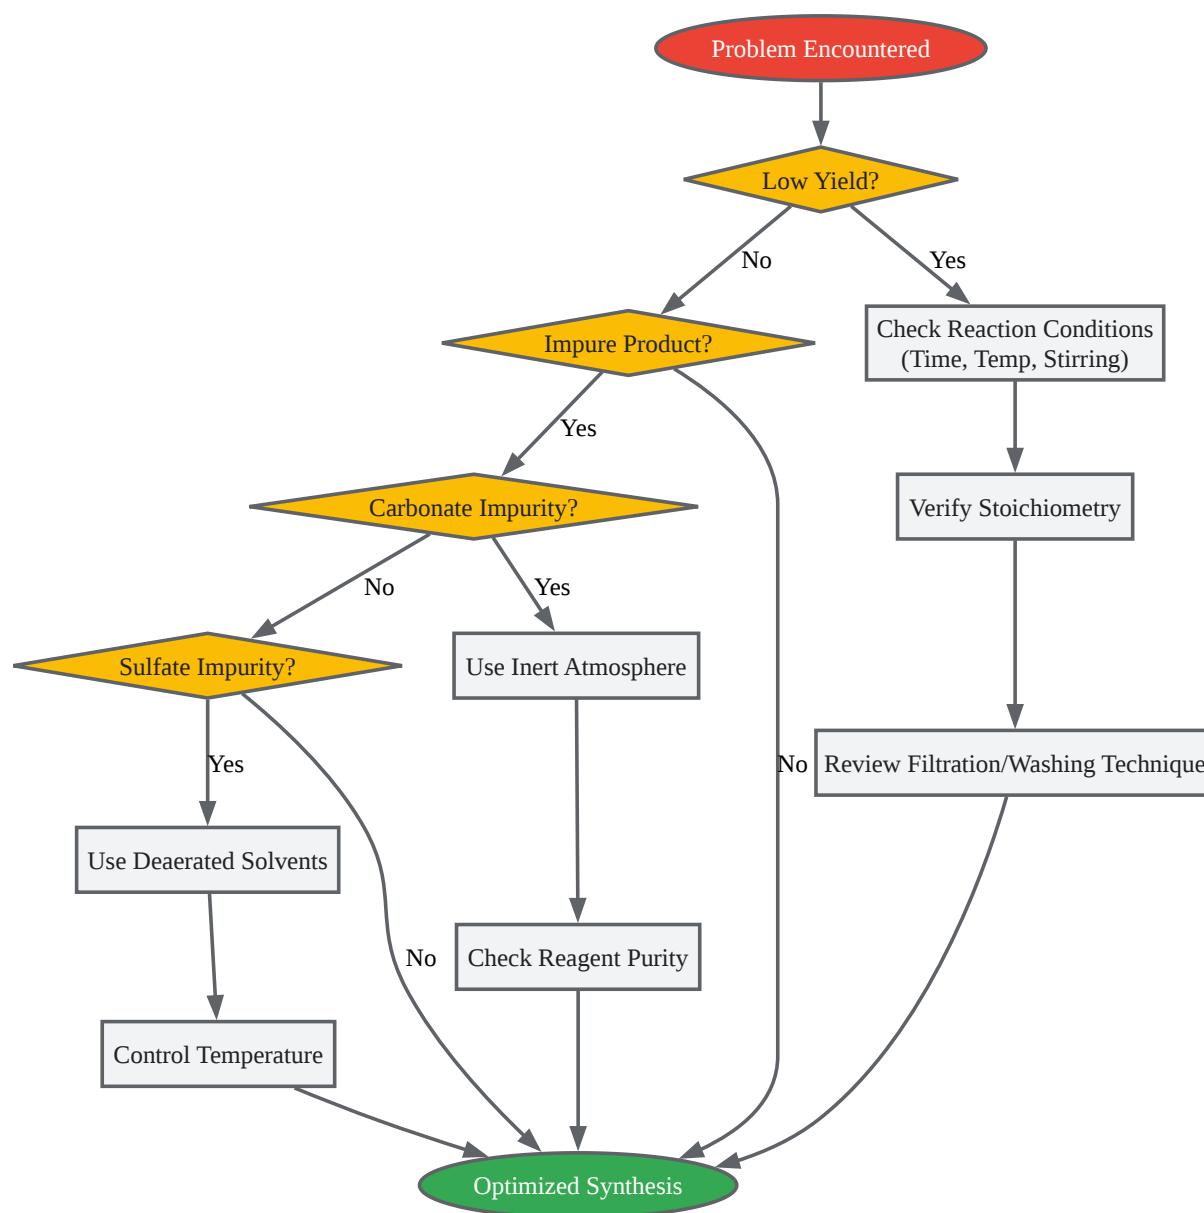 Problem Encountered
Low Yield?
No
Yes
Check Reaction Conditions
(Time, Temp, Stirring)
Impure Product?
Yes
Verify Stoichiometry
Carbonate Impurity?
No
Yes
Sulfate Impurity?
Use Inert Atmosphere
Yes
No
Review Filtration/Washing Technique
Use Deaerated Solvents
No
Check Reagent Purity
Control Temperature
Optimized Synthesis